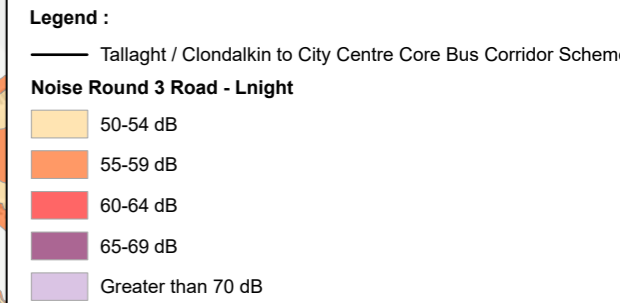 Legend :
Tallaght / Clondalkin to City Centre Core Bus Corridor Scheme
Noise Round 3 Road - Lnight
50-54 dB
55-59 dB
60-64 dB
65-69 dB
Greater than 70 dB